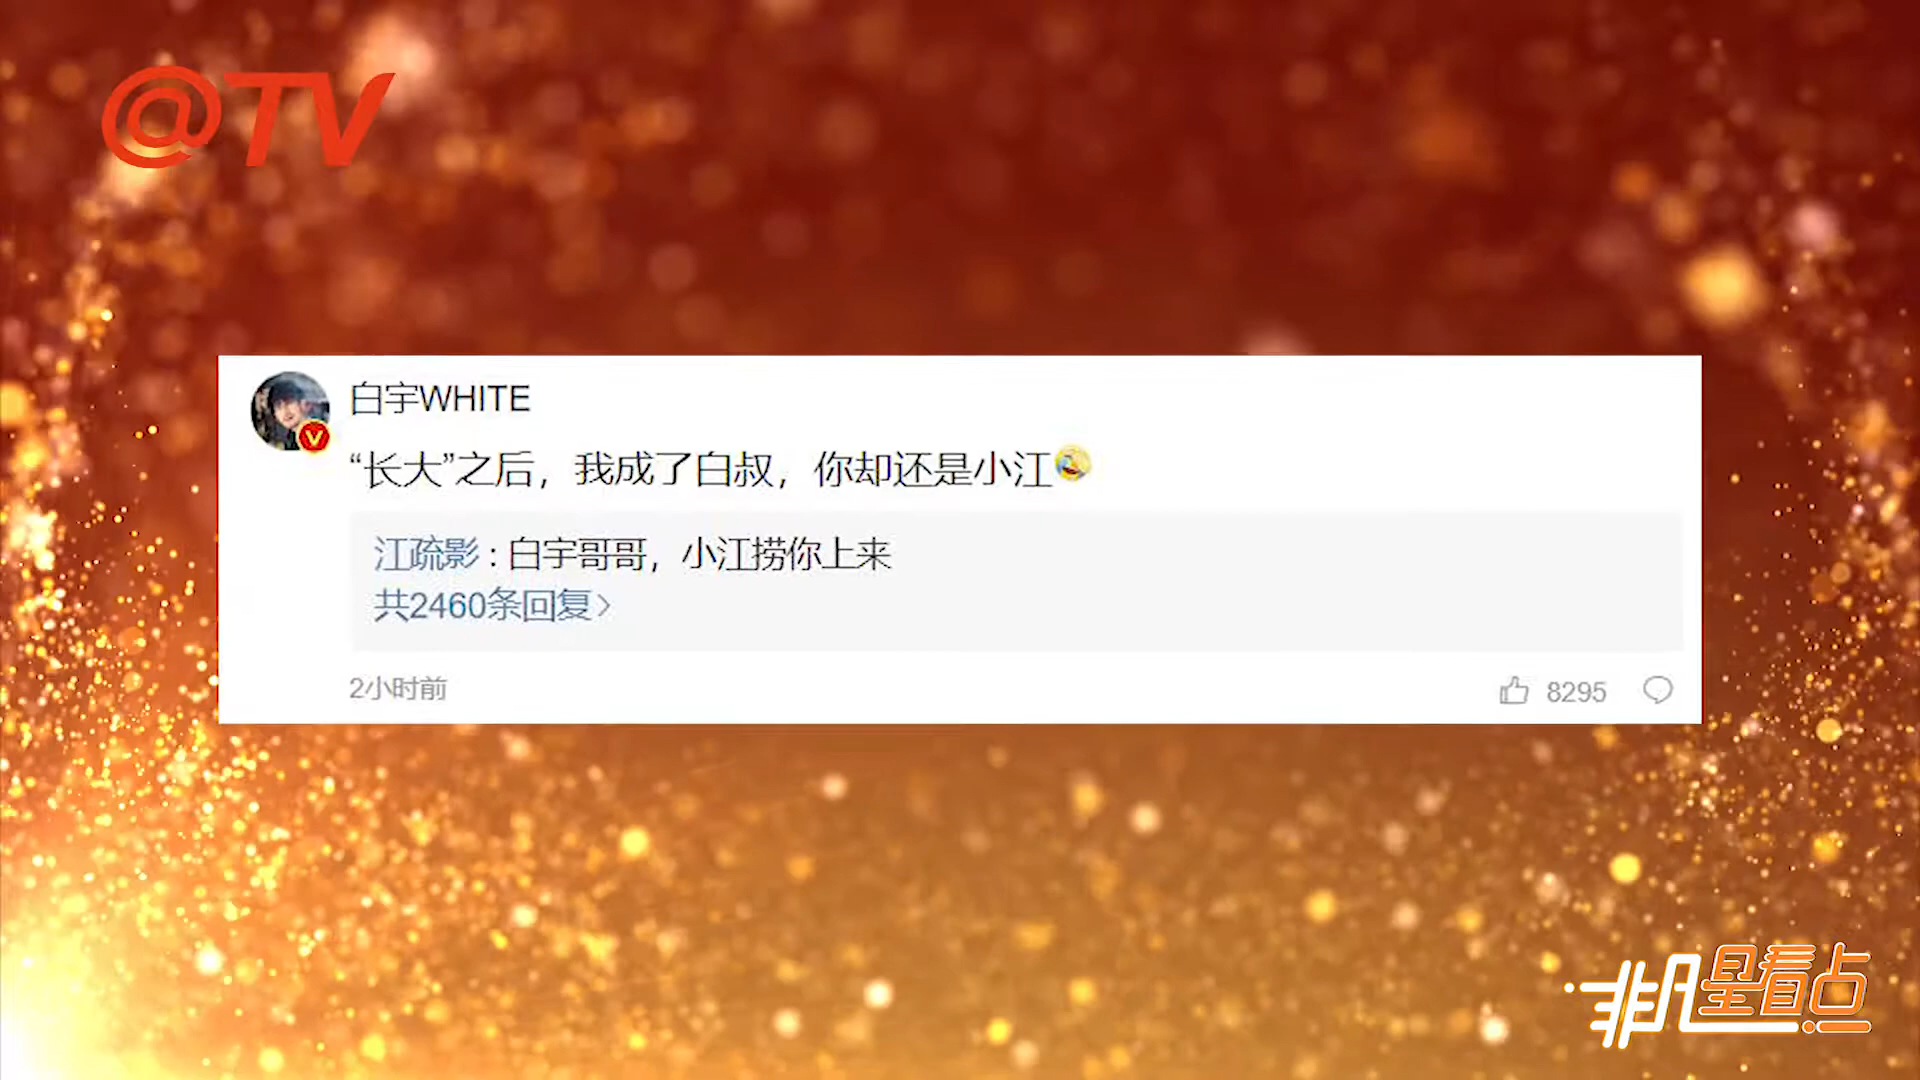 @TV
白宇WHITE
“长大”之后，我成了白叔，你却还是小江
江疏影：白宇哥哥，小江捞你上来
共2460条回复>
2小时前
8295
非凡星看点